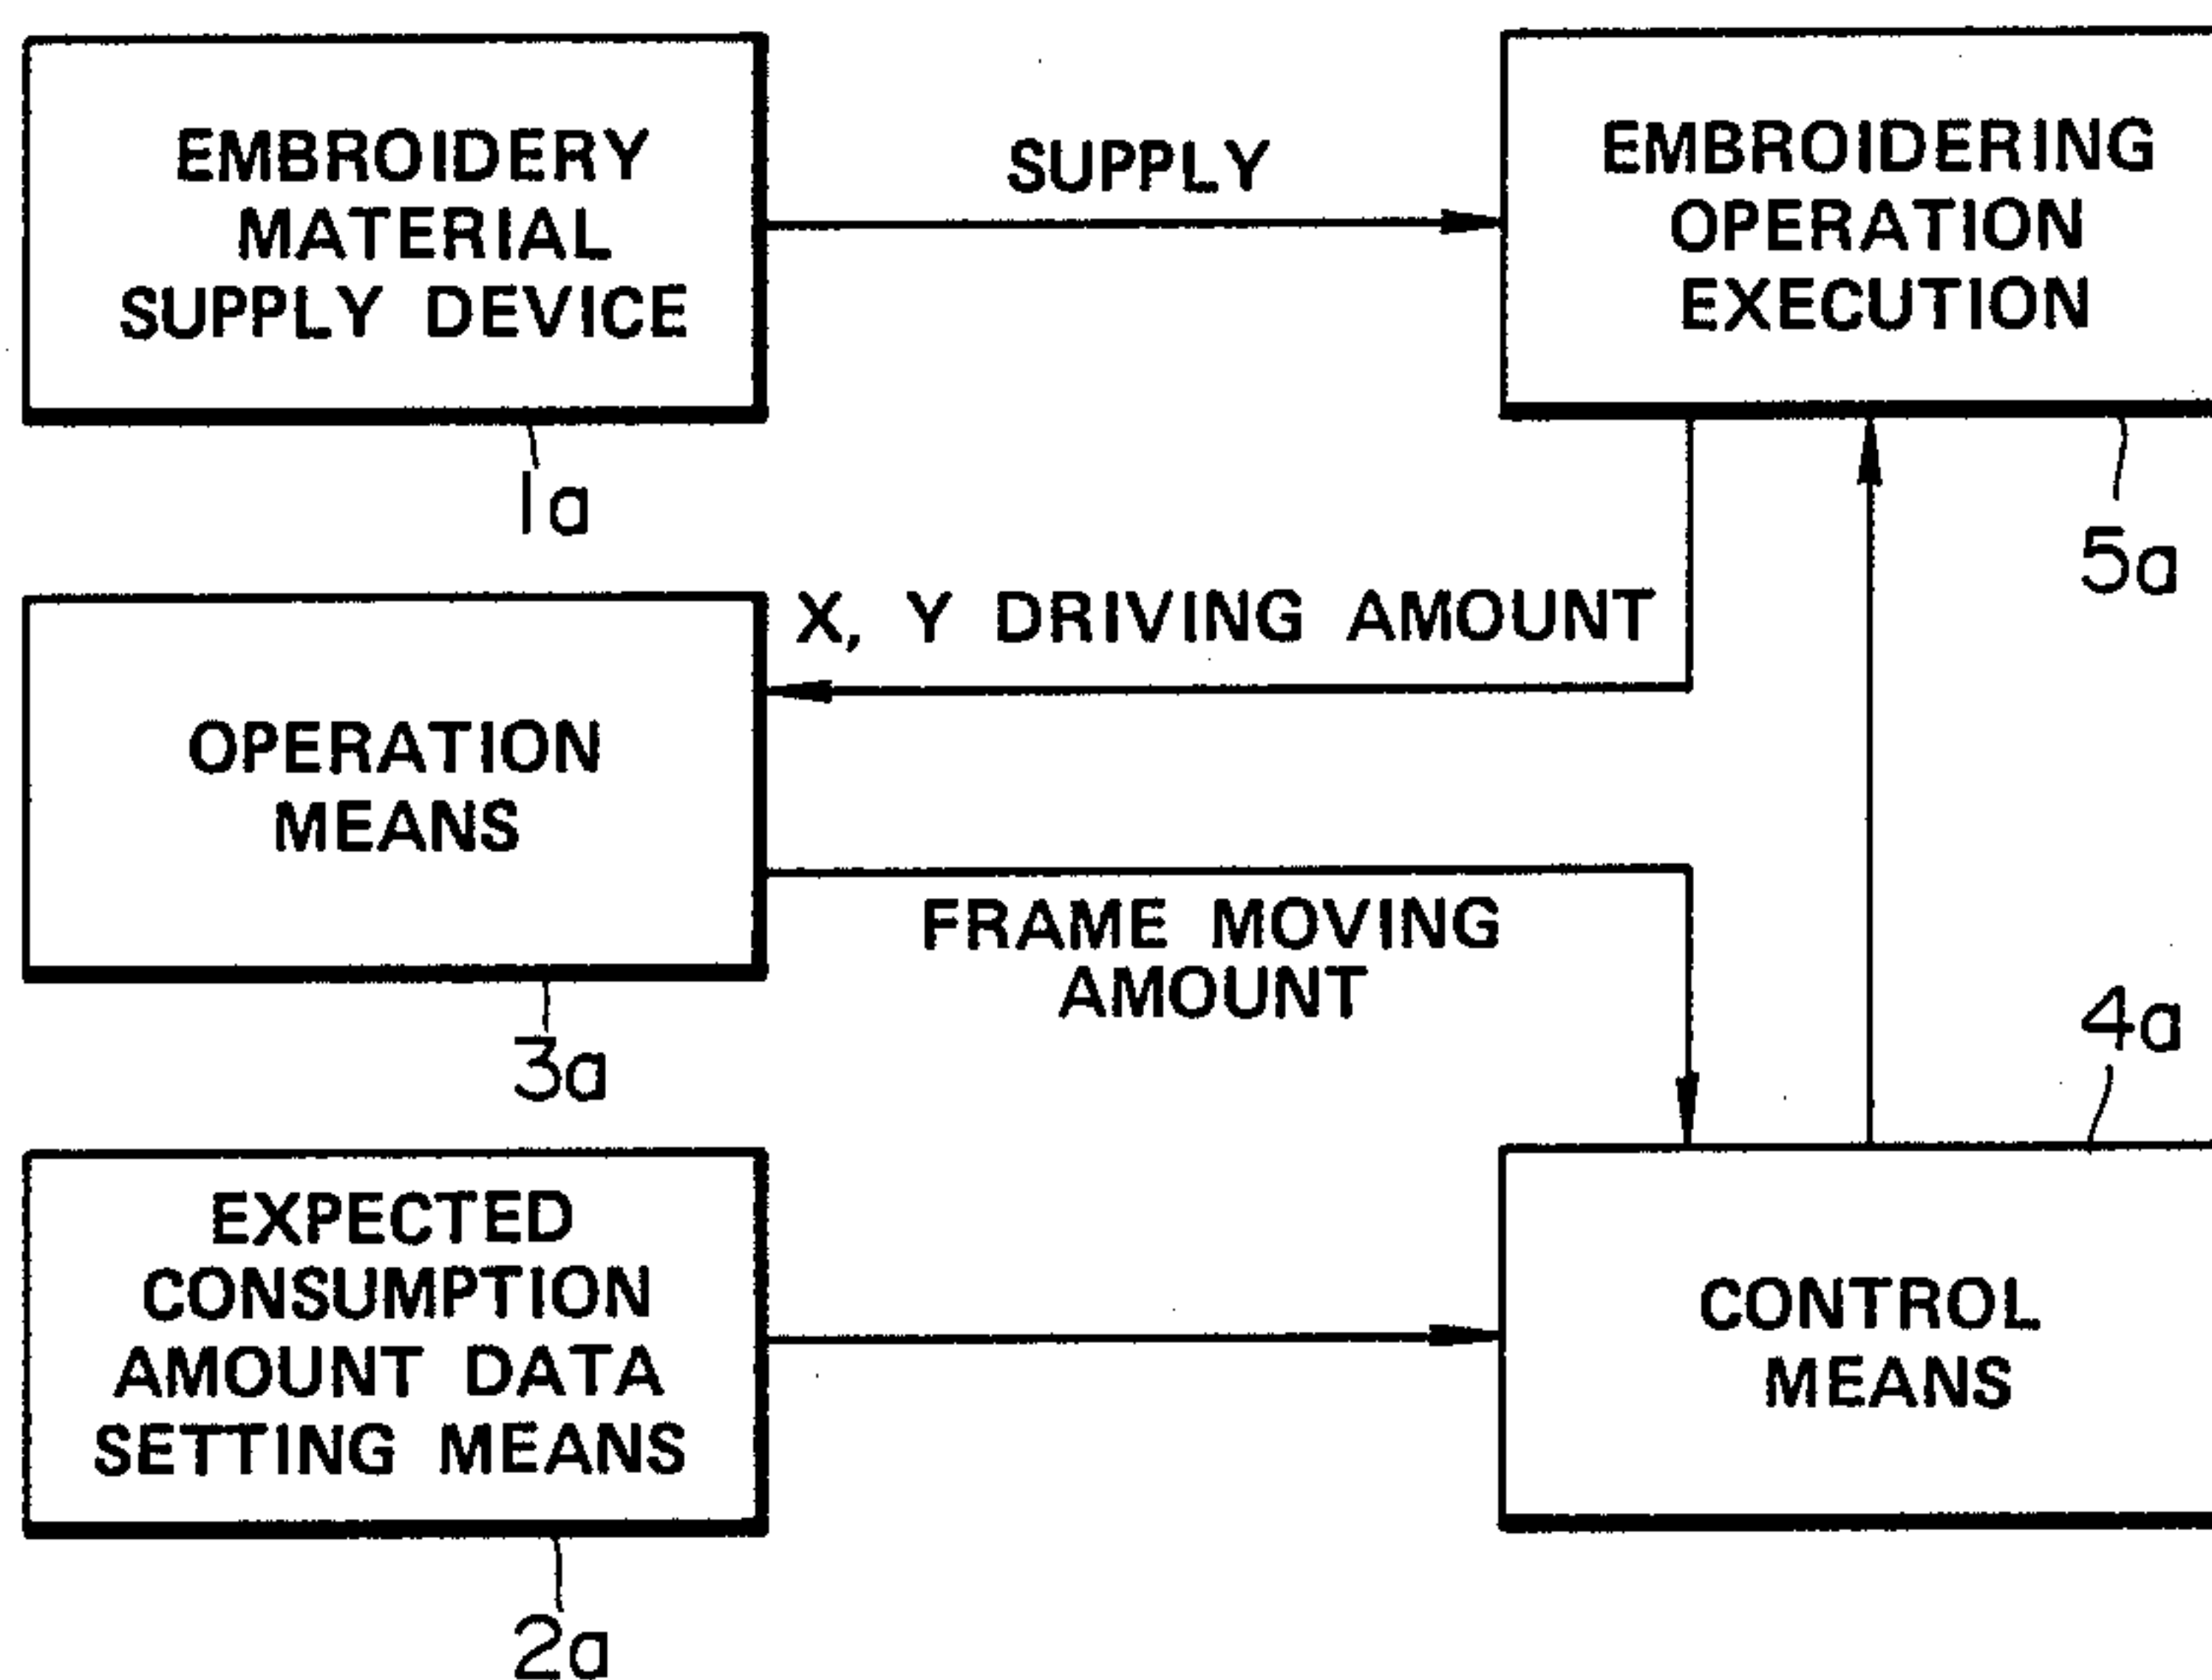 EMBROIDERY
MATERIAL
SUPPLY DEVICE
1a
SUPPLY
EMBROIDERING
OPERATION
EXECUTION
5a
X, Y DRIVING AMOUNT
OPERATION
MEANS
3a
FRAME MOVING
AMOUNT
4a
EXPECTED
CONSUMPTION
AMOUNT DATA
SETTING MEANS
2a
CONTROL
MEANS